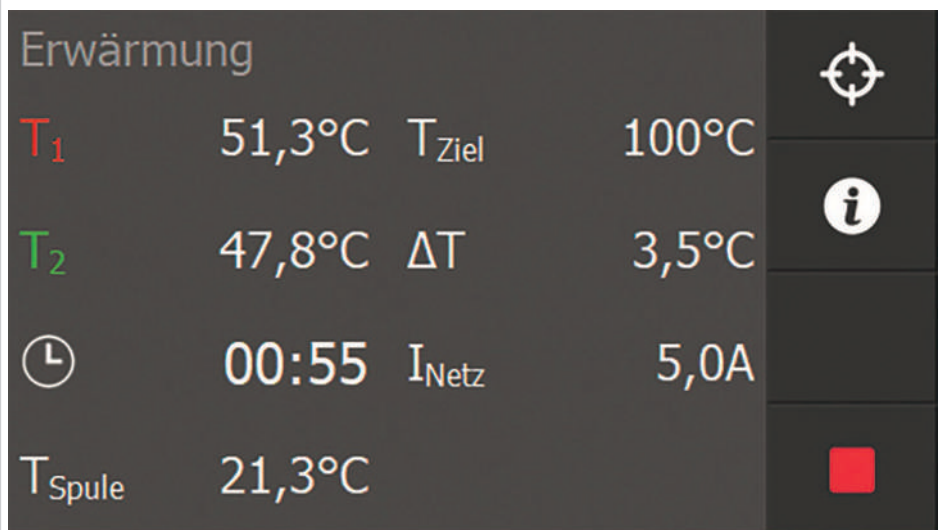 Erwärmung
T1 51,3°C TZiel 100°C
T2 47,8°C ΔT 3,5°C
00:55 INetz 5,0A
TSpule 21,3°C